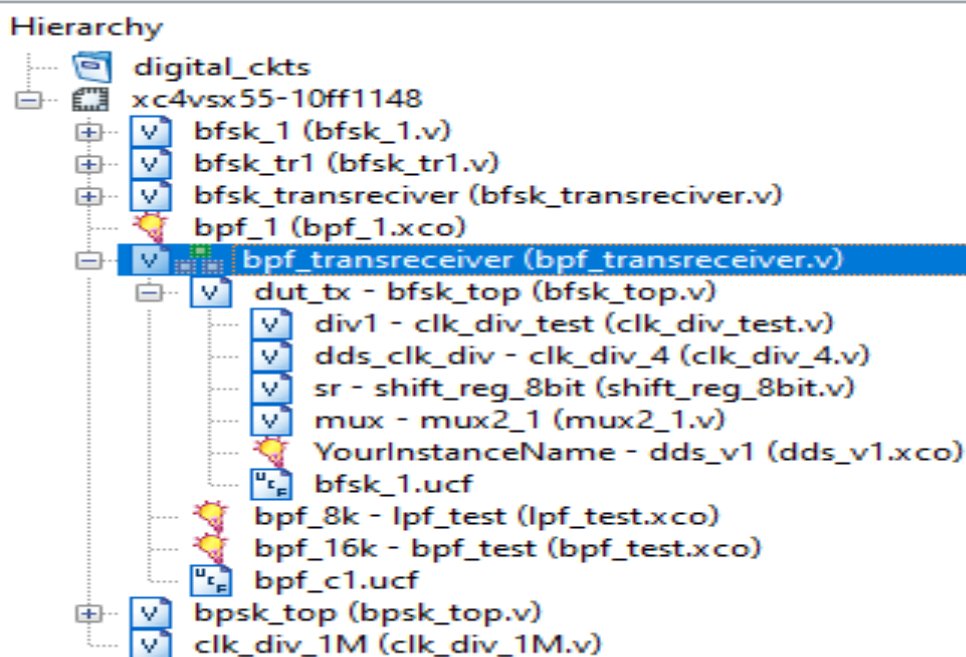 Hierarchy
digital_ckts
xc4vsx55-10ff1148
bfsk_1 (bfsk_1.v)
bfsk_tr1 (bfsk_tr1.v)
bfsk_transreciver (bfsk_transreciver.v)
bpf_1 (bpf_1.xco)
bpf_transreceiver (bpf_transreceiver.v)
dut_tx - bfsk_top (bfsk_top.v)
div1 - clk_div_test (clk_div_test.v)
dds_clk_div - clk_div_4 (clk_div_4.v)
sr - shift_reg_8bit (shift_reg_8bit.v)
mux - mux2_1 (mux2_1.v)
YourInstanceName - dds_v1 (dds_v1.xco)
bfsk_1.ucf
bpf_8k - lpf_test (lpf_test.xco)
bpf_16k - bpf_test (bpf_test.xco)
bpf_c1.ucf
bpsk_top (bpsk_top.v)
clk_div_1M (clk_div_1M.v)